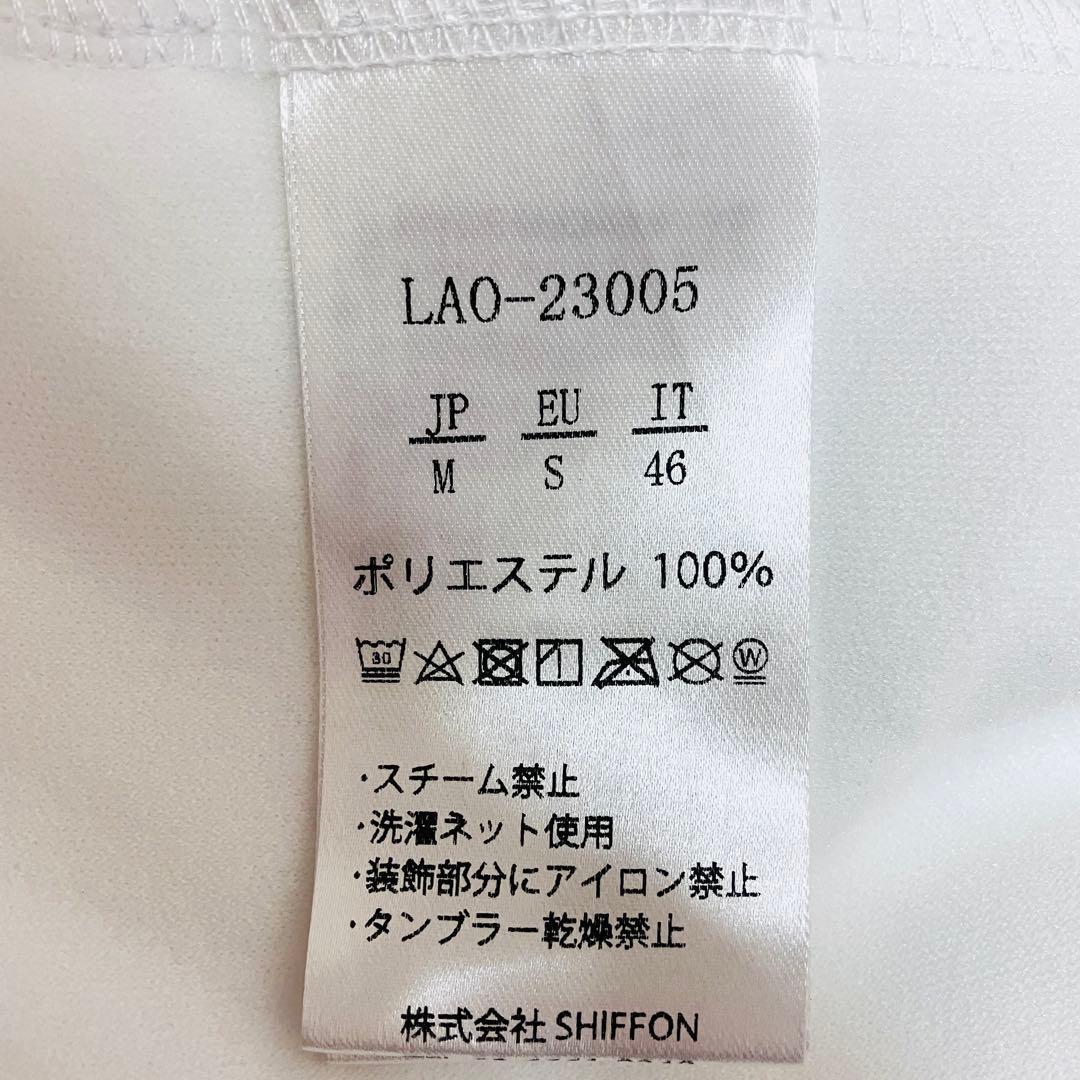 LAO-23005
JP EU IT
M S 46
ポリエステル 100%
30 W
・スチーム禁止
・洗濯ネット使用
・装飾部分にアイロン禁止
・タンブラー乾燥禁止
株式会社 SHIFFON